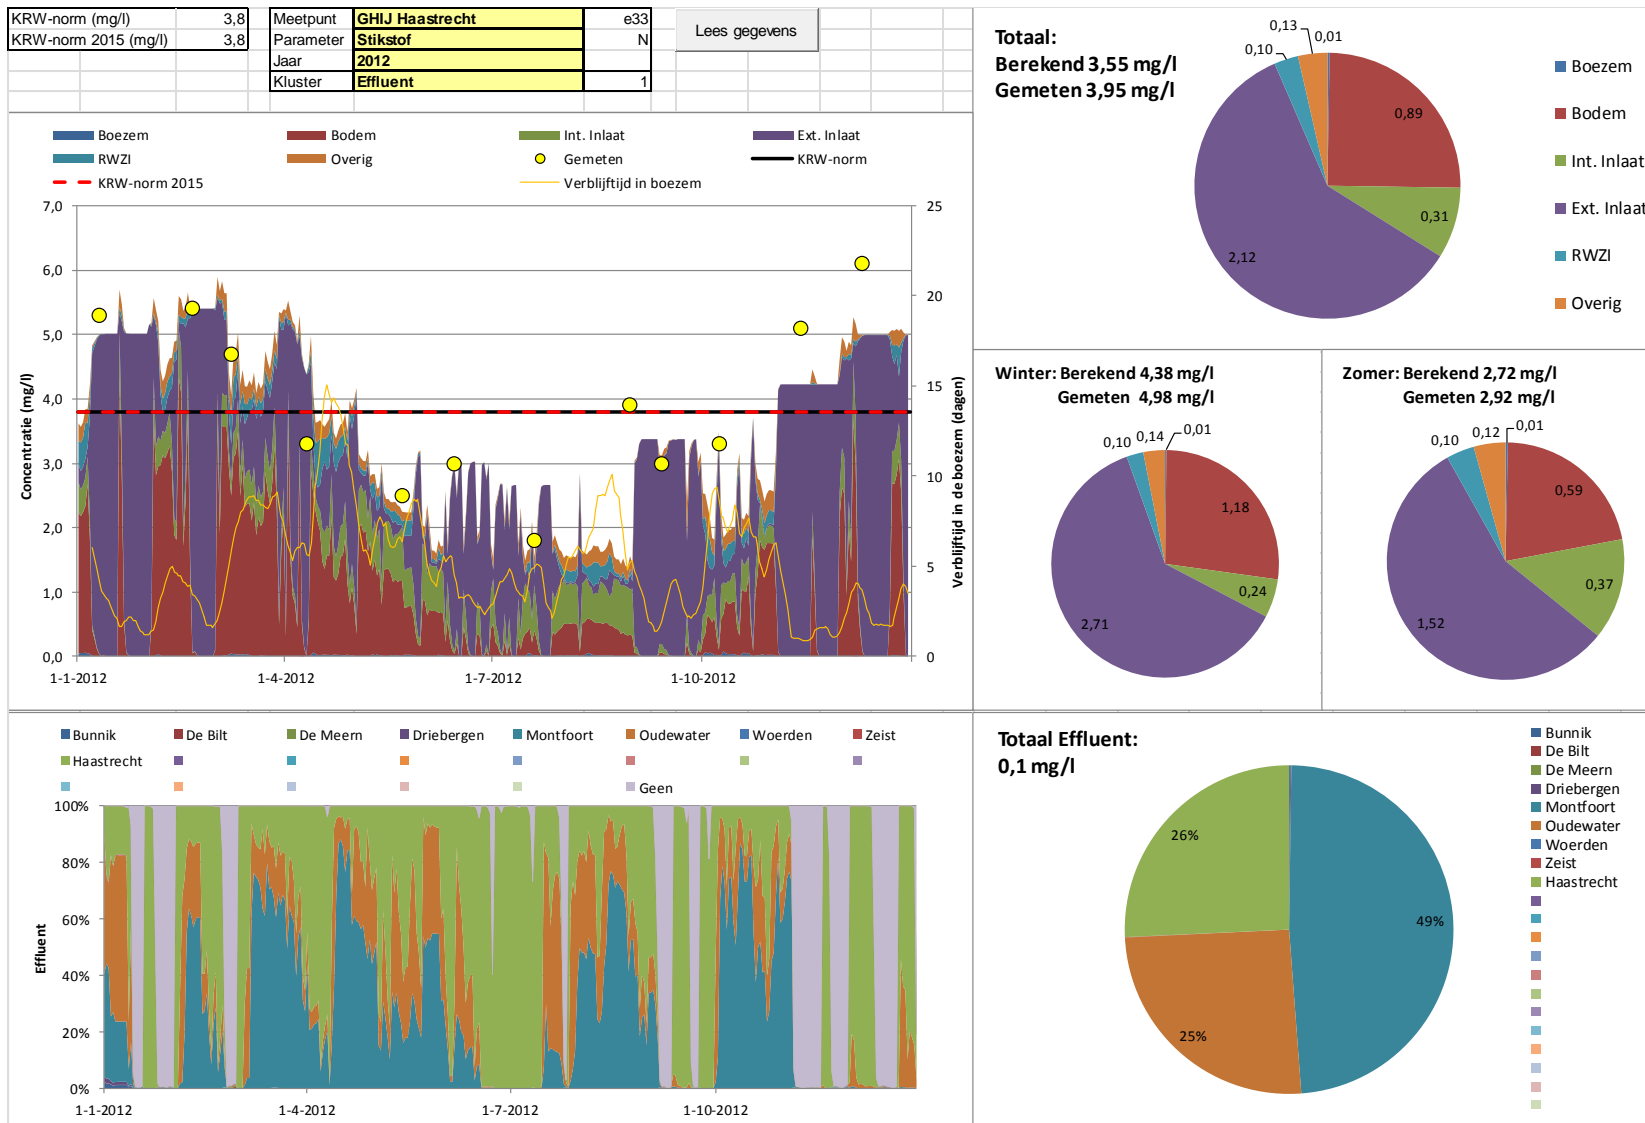 KRW-norm (mg/l) 3,8
KRW-norm 2015 (mg/l) 3,8
Meetpunt GHIJ Haastrecht e33
Parameter Stikstof N
Jaar 2012
Kluster Effluent 1
Lees gegevens
Boezem Bodem Int. Inlaat Ext. Inlaat
RWZI Overig Gemeten KRW-norm
KRW-norm 2015 Verblijftijd in boezem
Concentratie (mg/l)
7,0
6,0
5,0
4,0
3,0
2,0
1,0
0,0
25
20
15
10
5
0
Verblijftijd in de boezem (dagen)
1-1-2012 1-4-2012 1-7-2012 1-10-2012
Totaal:
Berekend 3,55 mg/l
Gemeten 3,95 mg/l
0,13
0,01
0,10
0,89
0,31
2,12
Boezem
Bodem
Int. Inlaat
Ext. Inlaat
RWZI
Overig
Winter: Berekend 4,38 mg/l
Gemeten 4,98 mg/l
0,10 0,14 0,01
1,18
0,24
2,71
Zomer: Berekend 2,72 mg/l
Gemeten 2,92 mg/l
0,10 0,12 0,01
0,59
0,37
1,52
Bunnik De Bilt De Meern Driebergen Montfoort Oudewater Woerden Zeist
Haastrecht
Geen
Effluent
100%
80%
60%
40%
20%
0%
1-1-2012 1-4-2012 1-7-2012 1-10-2012
Totaal Effluent:
0,1 mg/l
26%
49%
25%
Bunnik
De Bilt
De Meern
Driebergen
Montfoort
Oudewater
Woerden
Zeist
Haastrecht